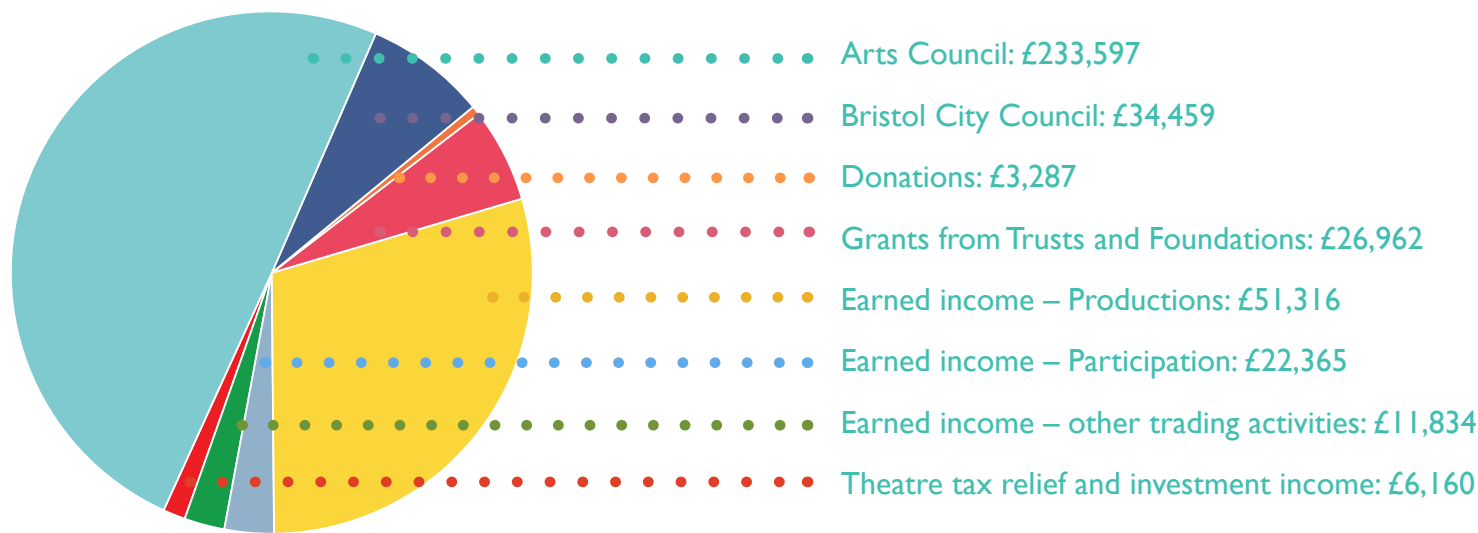 Arts Council: £233,597
Bristol City Council: £34,459
Donations: £3,287
Grants from Trusts and Foundations: £26,962
Earned income – Productions: £51,316
Earned income – Participation: £22,365
Earned income – other trading activities: £11,834
Theatre tax relief and investment income: £6,160